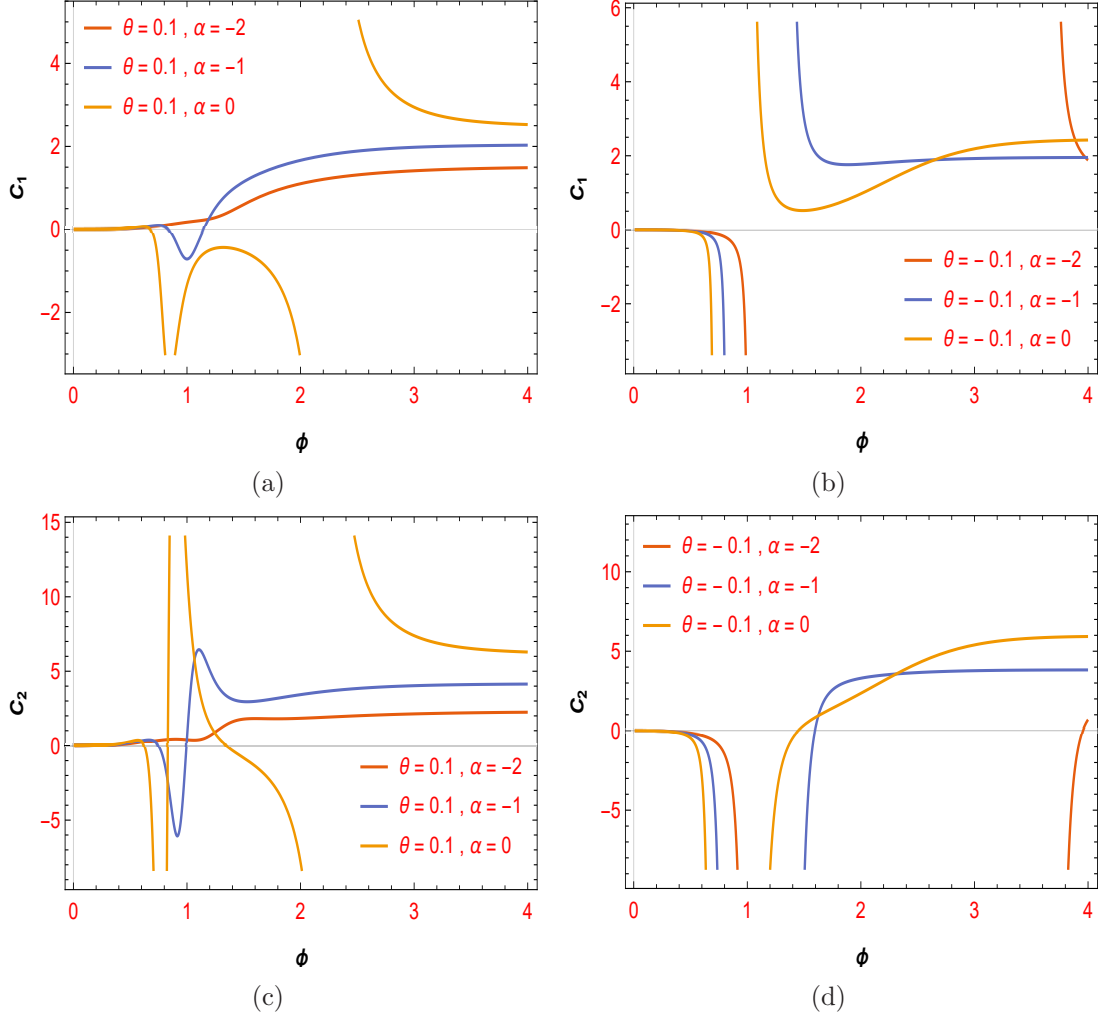 θ = 0.1 , α = −2
θ = 0.1 , α = −1
θ = 0.1 , α = 0
C1
4
2
0
−2
0 1 2 3 4
ϕ
(a)
C1
6
4
2
0
−2
θ = − 0.1 , α = −2
θ = − 0.1 , α = −1
θ = − 0.1 , α = 0
0 1 2 3 4
ϕ
(b)
C2
15
10
5
0
−5
θ = 0.1 , α = −2
θ = 0.1 , α = −1
θ = 0.1 , α = 0
0 1 2 3 4
ϕ
(c)
θ = − 0.1 , α = −2
θ = − 0.1 , α = −1
θ = − 0.1 , α = 0
C2
10
5
0
−5
0 1 2 3 4
ϕ
(d)